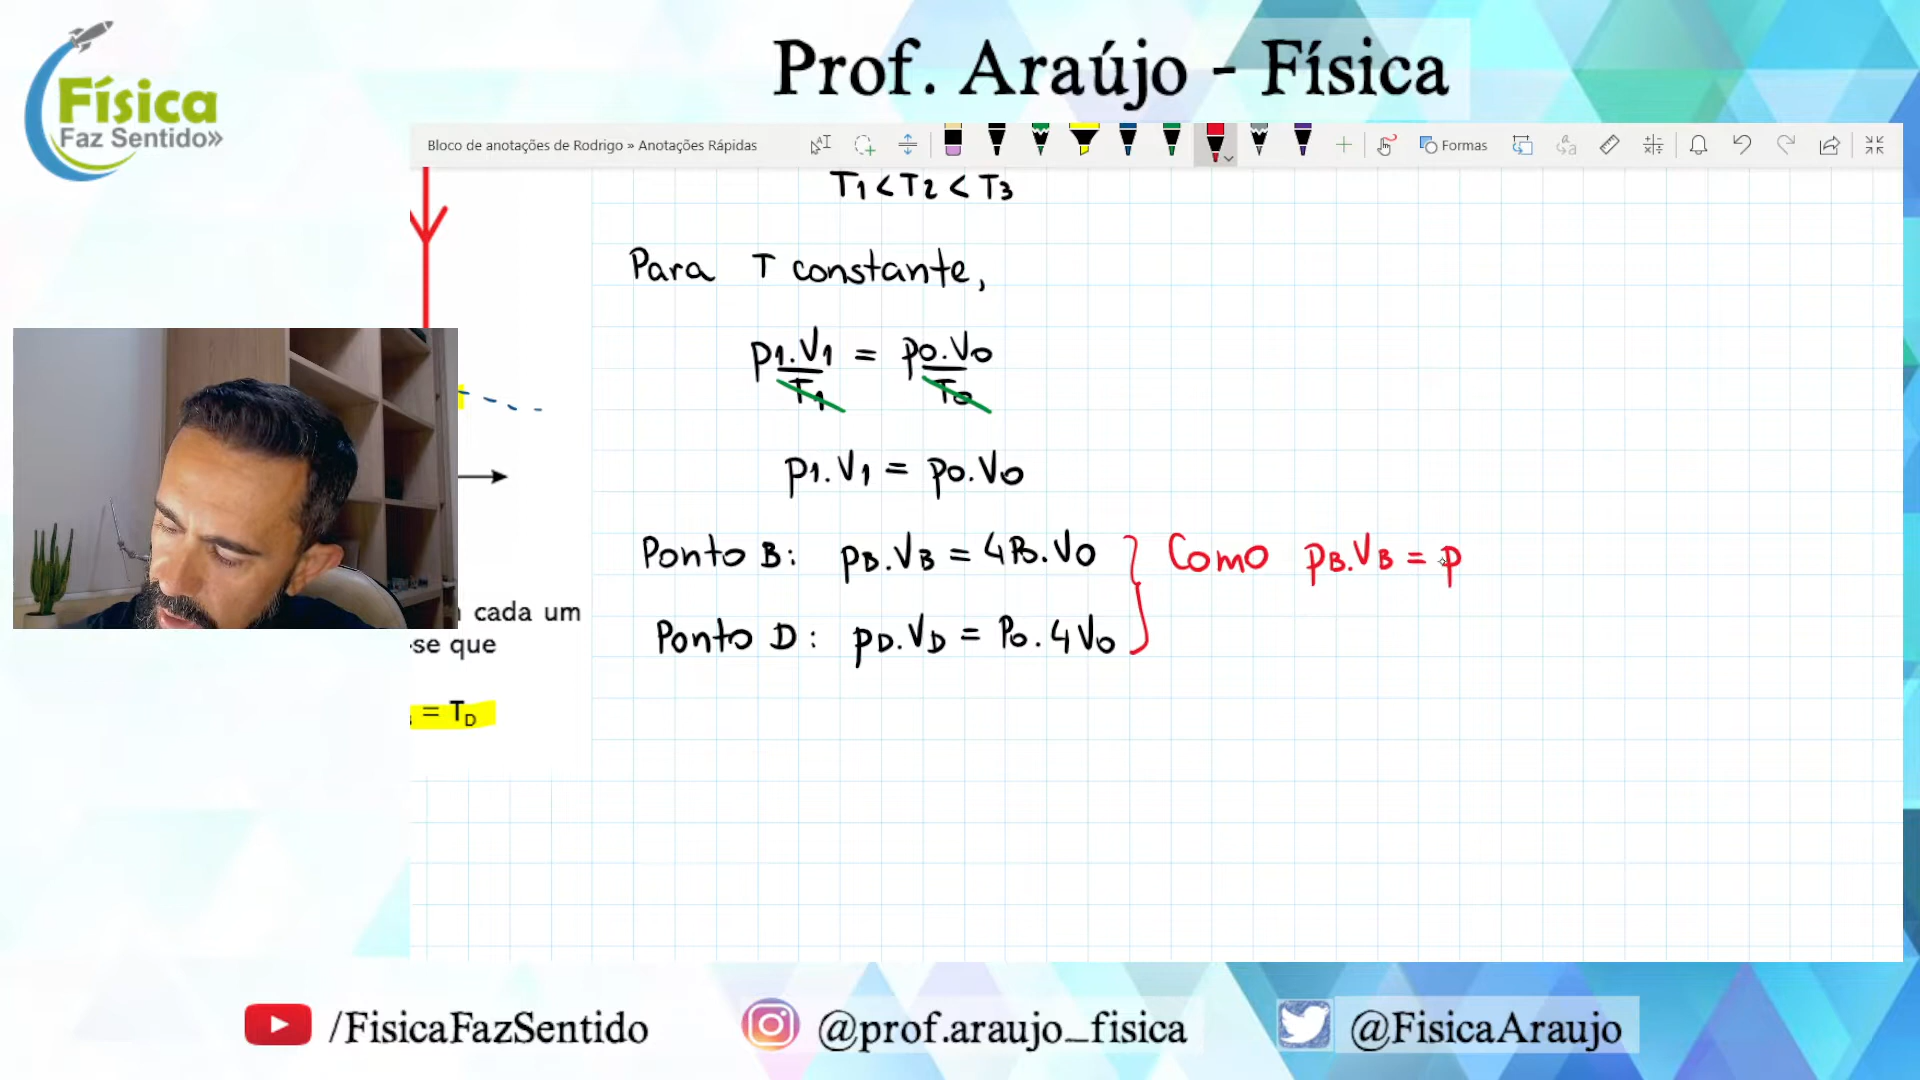 Prof. Araújo - Física
Física
Faz Sentido»
Bloco de anotações de Rodrigo » Anotações Rápidas
Formas
T1 < T2 < T3
Para T constante,
p1.V1 = p0.V0
T1 T0
p1.V1 = p0.V0
Ponto B: pB.VB = 4P0.V0 } Como pB.VB = p
Ponto D: pD.VD = P0.4V0
cada um
se que
= TD
/FisicaFazSentido
@prof.araujo_fisica
@FisicaAraujo